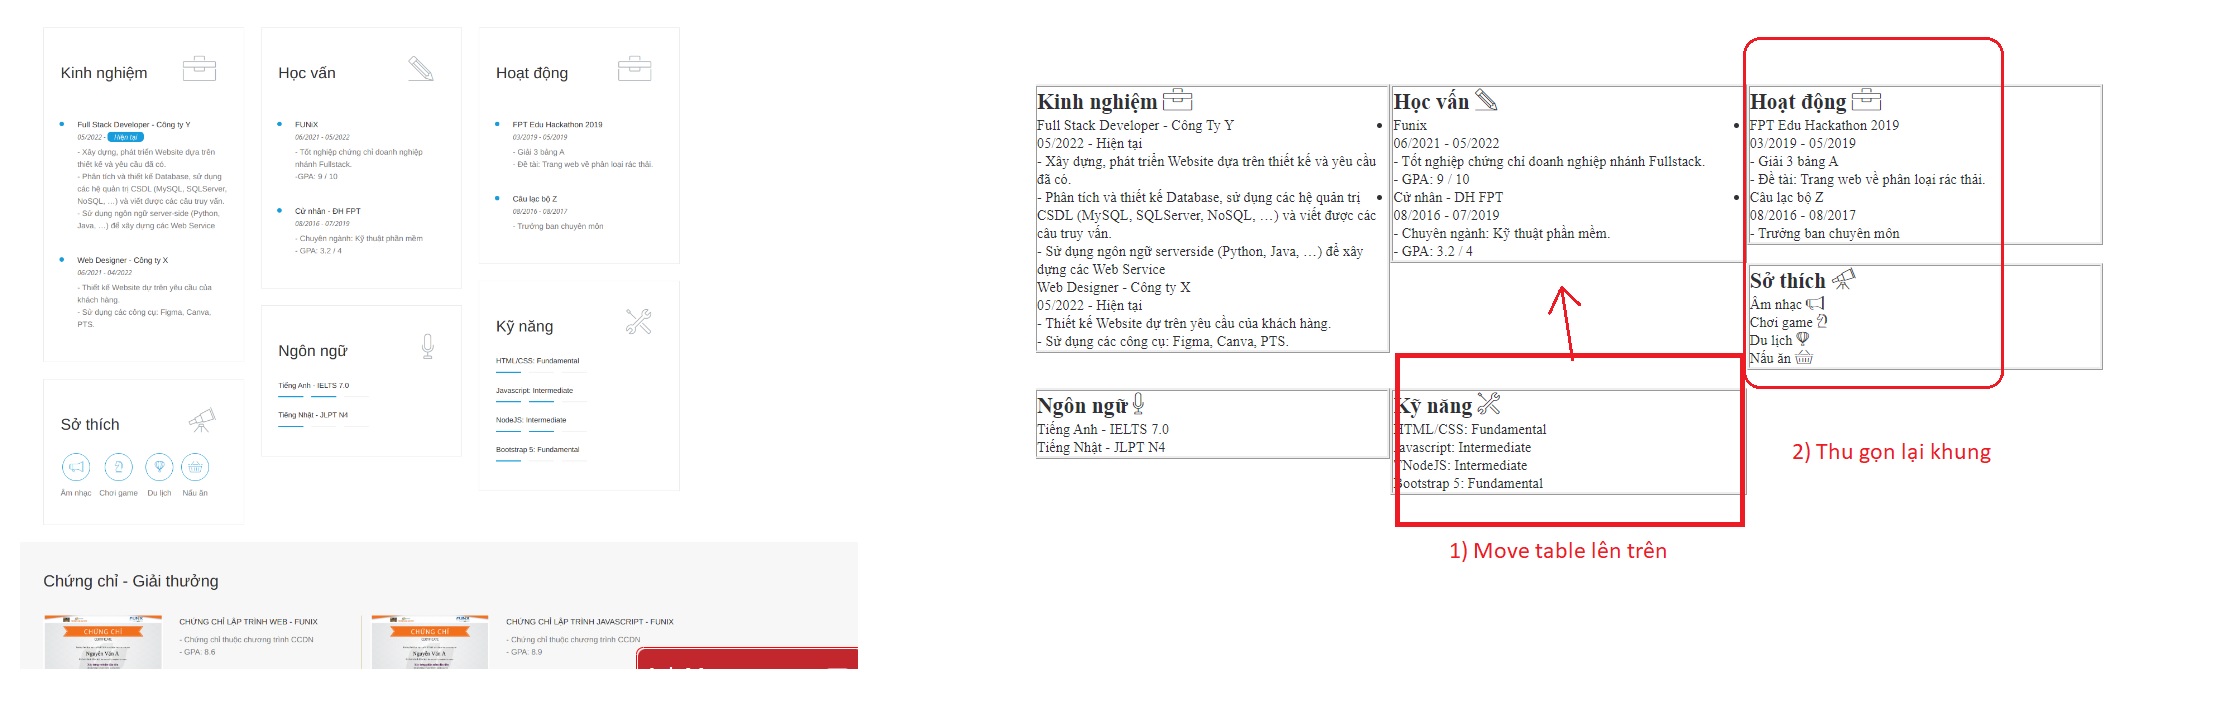 Kinh nghiệm
Full Stack Developer - Công ty Y
05/2022 - Hiện tại
- Xây dựng, phát triển Website dựa trên
thiết kế và yêu cầu đã có.
- Phân tích và thiết kế Database, sử dụng
các hệ quản trị CSDL (MySQL, SQLServer,
NoSQL, ...) và viết được các câu truy vấn.
- Sử dụng ngôn ngữ server-side (Python,
Java, ...) để xây dựng các Web Service
Web Designer - Công ty X
06/2021 - 04/2022
- Thiết kế Website dự trên yêu cầu của
khách hàng.
- Sử dụng các công cụ: Figma, Canva,
PTS.
Sở thích
Âm nhạc Chơi game Du lịch Nấu ăn
Học vấn
FUNiX
06/2021 - 05/2022
- Tốt nghiệp chứng chỉ doanh nghiệp
nhánh Fullstack.
-GPA: 9 / 10
Cử nhân - ĐH FPT
08/2016 - 07/2019
- Chuyên ngành: Kỹ thuật phần mềm
- GPA: 3.2 / 4
Ngôn ngữ
Tiếng Anh - IELTS 7.0
Tiếng Nhật - JLPT N4
Hoạt động
FPT Edu Hackathon 2019
03/2019 - 05/2019
- Giải 3 bảng A
- Đề tài: Trang web về phân loại rác thải.
Câu lạc bộ Z
08/2016 - 08/2017
- Trưởng ban chuyên môn
Kỹ năng
HTML/CSS: Fundamental
Javascript: Intermediate
NodeJS: Intermediate
Bootstrap 5: Fundamental
Chứng chỉ - Giải thưởng
CHỨNG CHỈ
Nguyễn Văn A
CHỨNG CHỈ LẬP TRÌNH WEB - FUNIX
- Chứng chỉ thuộc chương trình CCDN
- GPA: 8.6
CHỨNG CHỈ
Nguyễn Văn A
CHỨNG CHỈ LẬP TRÌNH JAVASCRIPT - FUNIX
- Chứng chỉ thuộc chương trình CCDN
- GPA: 8.9
Kinh nghiệm
Full Stack Developer - Công Ty Y
05/2022 - Hiện tại
- Xây dựng, phát triển Website dựa trên thiết kế và yêu cầu
đã có.
- Phân tích và thiết kế Database, sử dụng các hệ quản trị
CSDL (MySQL, SQLServer, NoSQL, …) và viết được các
câu truy vấn.
- Sử dụng ngôn ngữ serverside (Python, Java, …) để xây
dựng các Web Service
Web Designer - Công ty X
05/2022 - Hiện tại
- Thiết kế Website dự trên yêu cầu của khách hàng.
- Sử dụng các công cụ: Figma, Canva, PTS.
Học vấn
Funix
06/2021 - 05/2022
- Tốt nghiệp chứng chỉ doanh nghiệp nhánh Fullstack.
- GPA: 9 / 10
Cử nhân - DH FPT
08/2016 - 07/2019
- Chuyên ngành: Kỹ thuật phần mềm.
- GPA: 3.2 / 4
Hoạt động
FPT Edu Hackathon 2019
03/2019 - 05/2019
- Giải 3 bảng A
- Đề tài: Trang web về phân loại rác thải.
Câu lạc bộ Z
08/2016 - 08/2017
- Trưởng ban chuyên môn
Sở thích
Âm nhạc
Chơi game
Du lịch
Nấu ăn
Ngôn ngữ
Tiếng Anh - IELTS 7.0
Tiếng Nhật - JLPT N4
Kỹ năng
HTML/CSS: Fundamental
Javascript: Intermediate
NodeJS: Intermediate
Bootstrap 5: Fundamental
1) Move table lên trên
2) Thu gọn lại khung